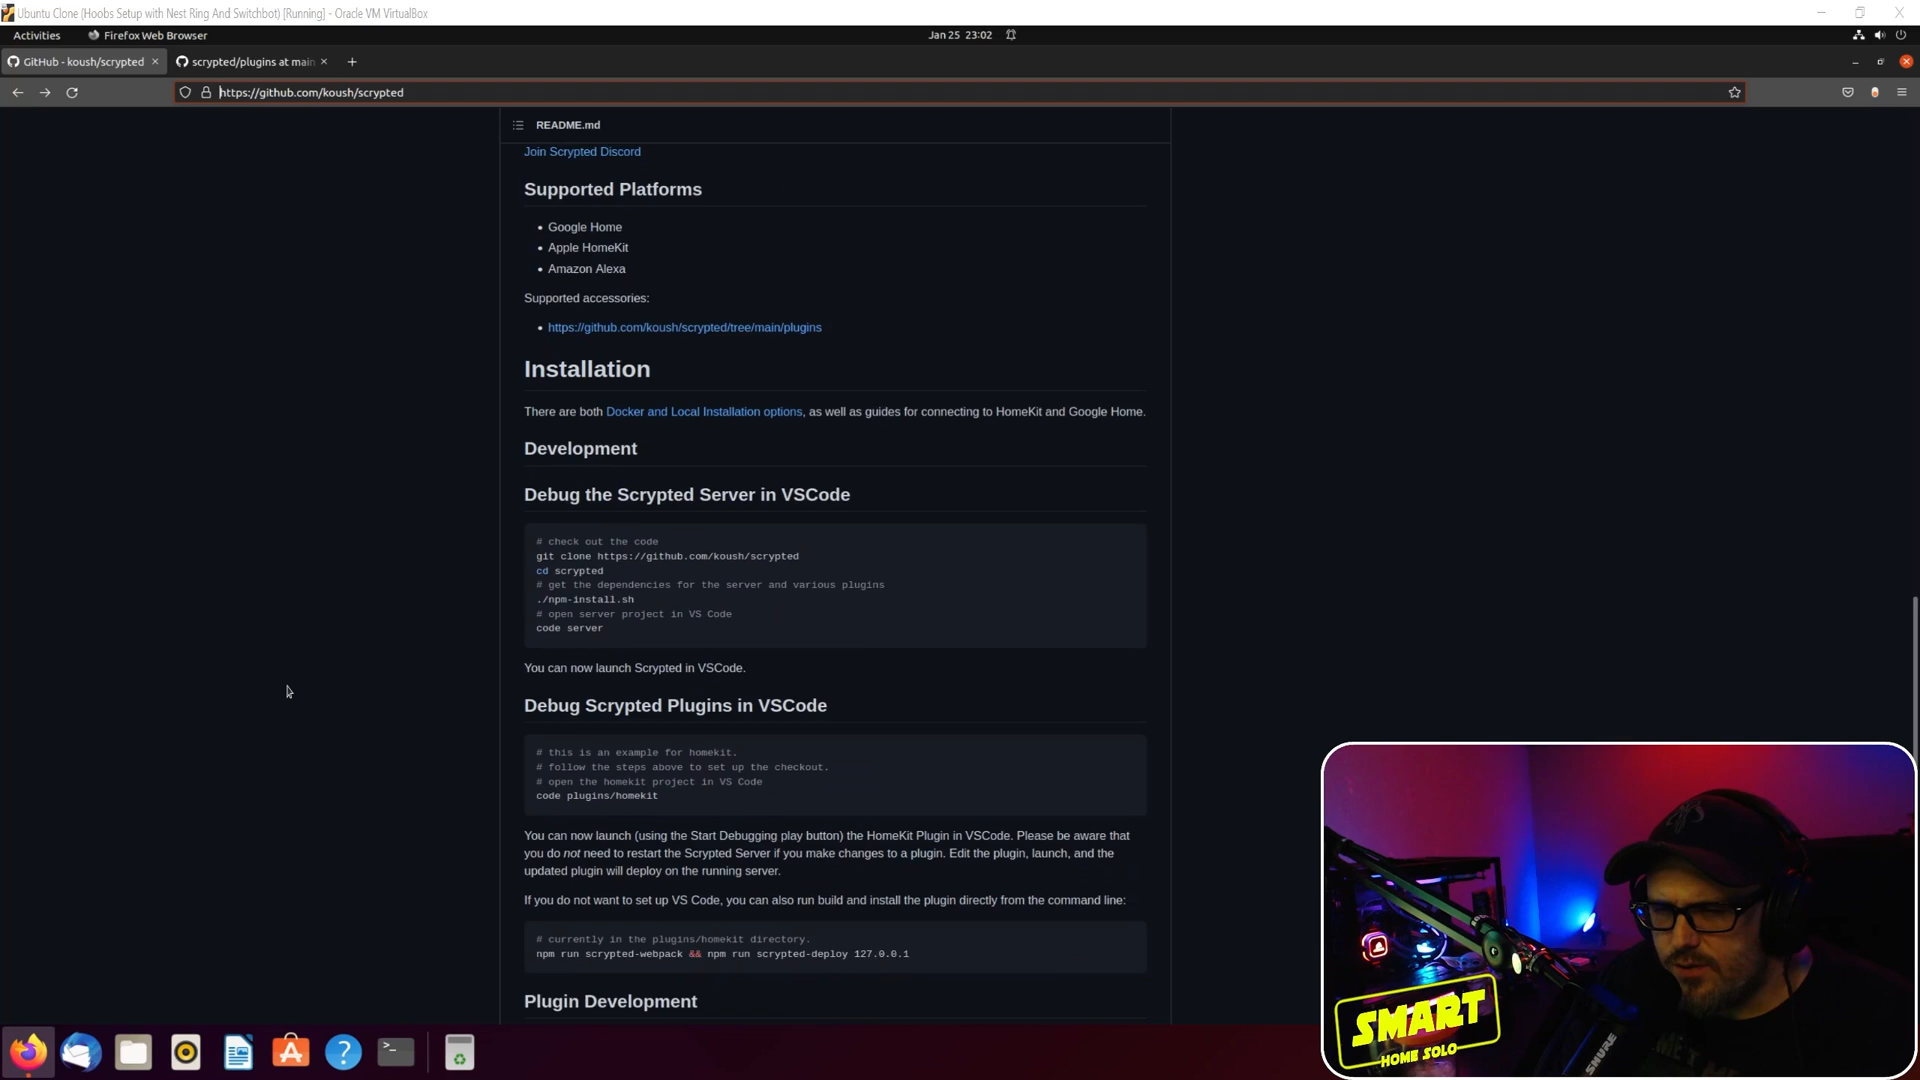 Ubuntu Clone (Hoobs Setup with Nest Ring And Switchbot) [Running] - Oracle VM VirtualBox
Activities
Firefox Web Browser
Jan 25 23:02
GitHub - koush/scrypted
scrypted/plugins at main
https://github.com/koush/scrypted
README.md
Join Scrypted Discord
Supported Platforms
• Google Home
• Apple HomeKit
• Amazon Alexa
Supported accessories:
• https://github.com/koush/scrypted/tree/main/plugins
Installation
There are both Docker and Local Installation options, as well as guides for connecting to HomeKit and Google Home.
Development
Debug the Scrypted Server in VSCode
# check out the code
git clone https://github.com/koush/scrypted
cd scrypted
# get the dependencies for the server and various plugins
./npm-install.sh
# open server project in VS Code
code server
You can now launch Scrypted in VSCode.
Debug Scrypted Plugins in VSCode
# this is an example for homekit.
# follow the steps above to set up the checkout.
# open the homekit project in VS Code
code plugins/homekit
You can now launch (using the Start Debugging play button) the HomeKit Plugin in VSCode. Please be aware that
you do not need to restart the Scrypted Server if you make changes to a plugin. Edit the plugin, launch, and the
updated plugin will deploy on the running server.
If you do not want to set up VS Code, you can also run build and install the plugin directly from the command line:
# currently in the plugins/homekit directory.
npm run scrypted-webpack && npm run scrypted-deploy 127.0.0.1
Plugin Development
SMART
HOME SOLO
SHURE